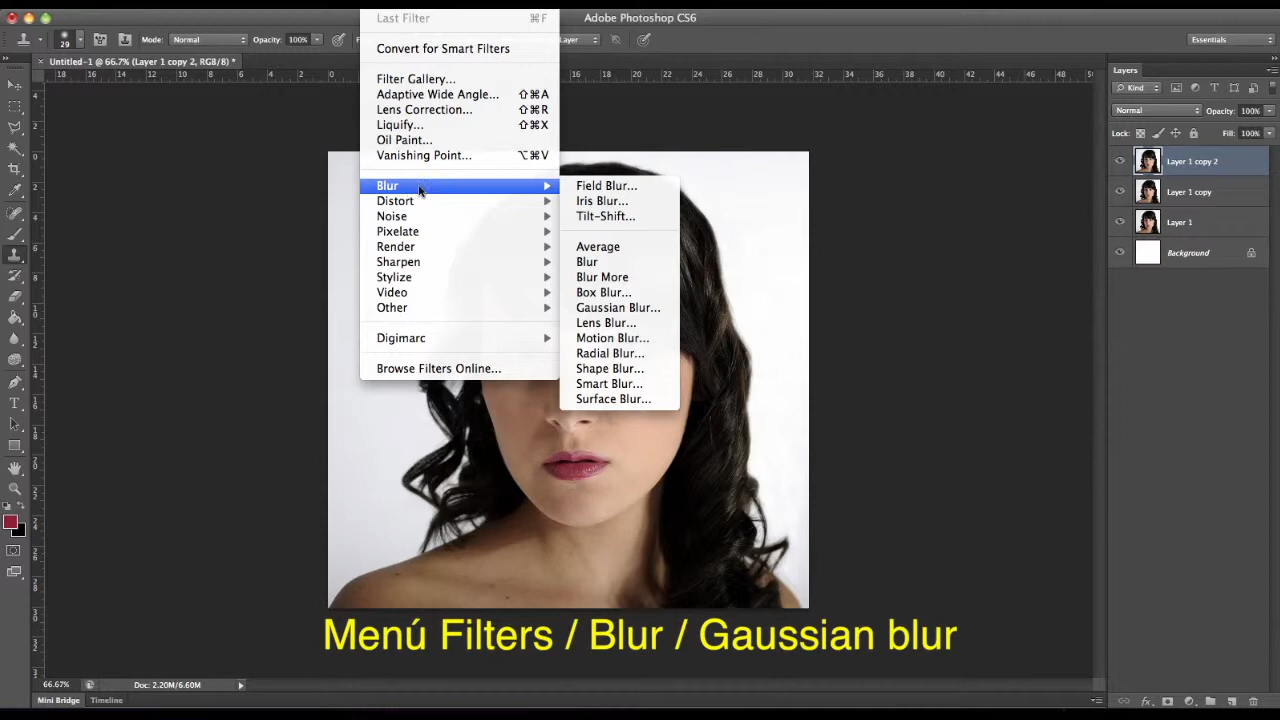 Adobe Photoshop CS6
29
Mode: Normal
Opacity: 100%
Layer
Essentials
Untitled-1 @ 66.7% (Layer 1 copy 2, RGB/8) *
Last Filter ⌘F
Convert for Smart Filters
Filter Gallery...
Adaptive Wide Angle... ⇧⌘A
Lens Correction... ⇧⌘R
Liquify... ⇧⌘X
Oil Paint...
Vanishing Point... ⌥⌘V
Blur
Distort
Noise
Pixelate
Render
Sharpen
Stylize
Video
Other
Digimarc
Browse Filters Online...
Field Blur...
Iris Blur...
Tilt-Shift...
Average
Blur
Blur More
Box Blur...
Gaussian Blur...
Lens Blur...
Motion Blur...
Radial Blur...
Shape Blur...
Smart Blur...
Surface Blur...
Layers
Kind
Normal Opacity: 100%
Lock: Fill: 100%
Layer 1 copy 2
Layer 1 copy
Layer 1
Background
Menú Filters / Blur / Gaussian blur
66.67% Doc: 2.20M/6.60M
Mini Bridge Timeline